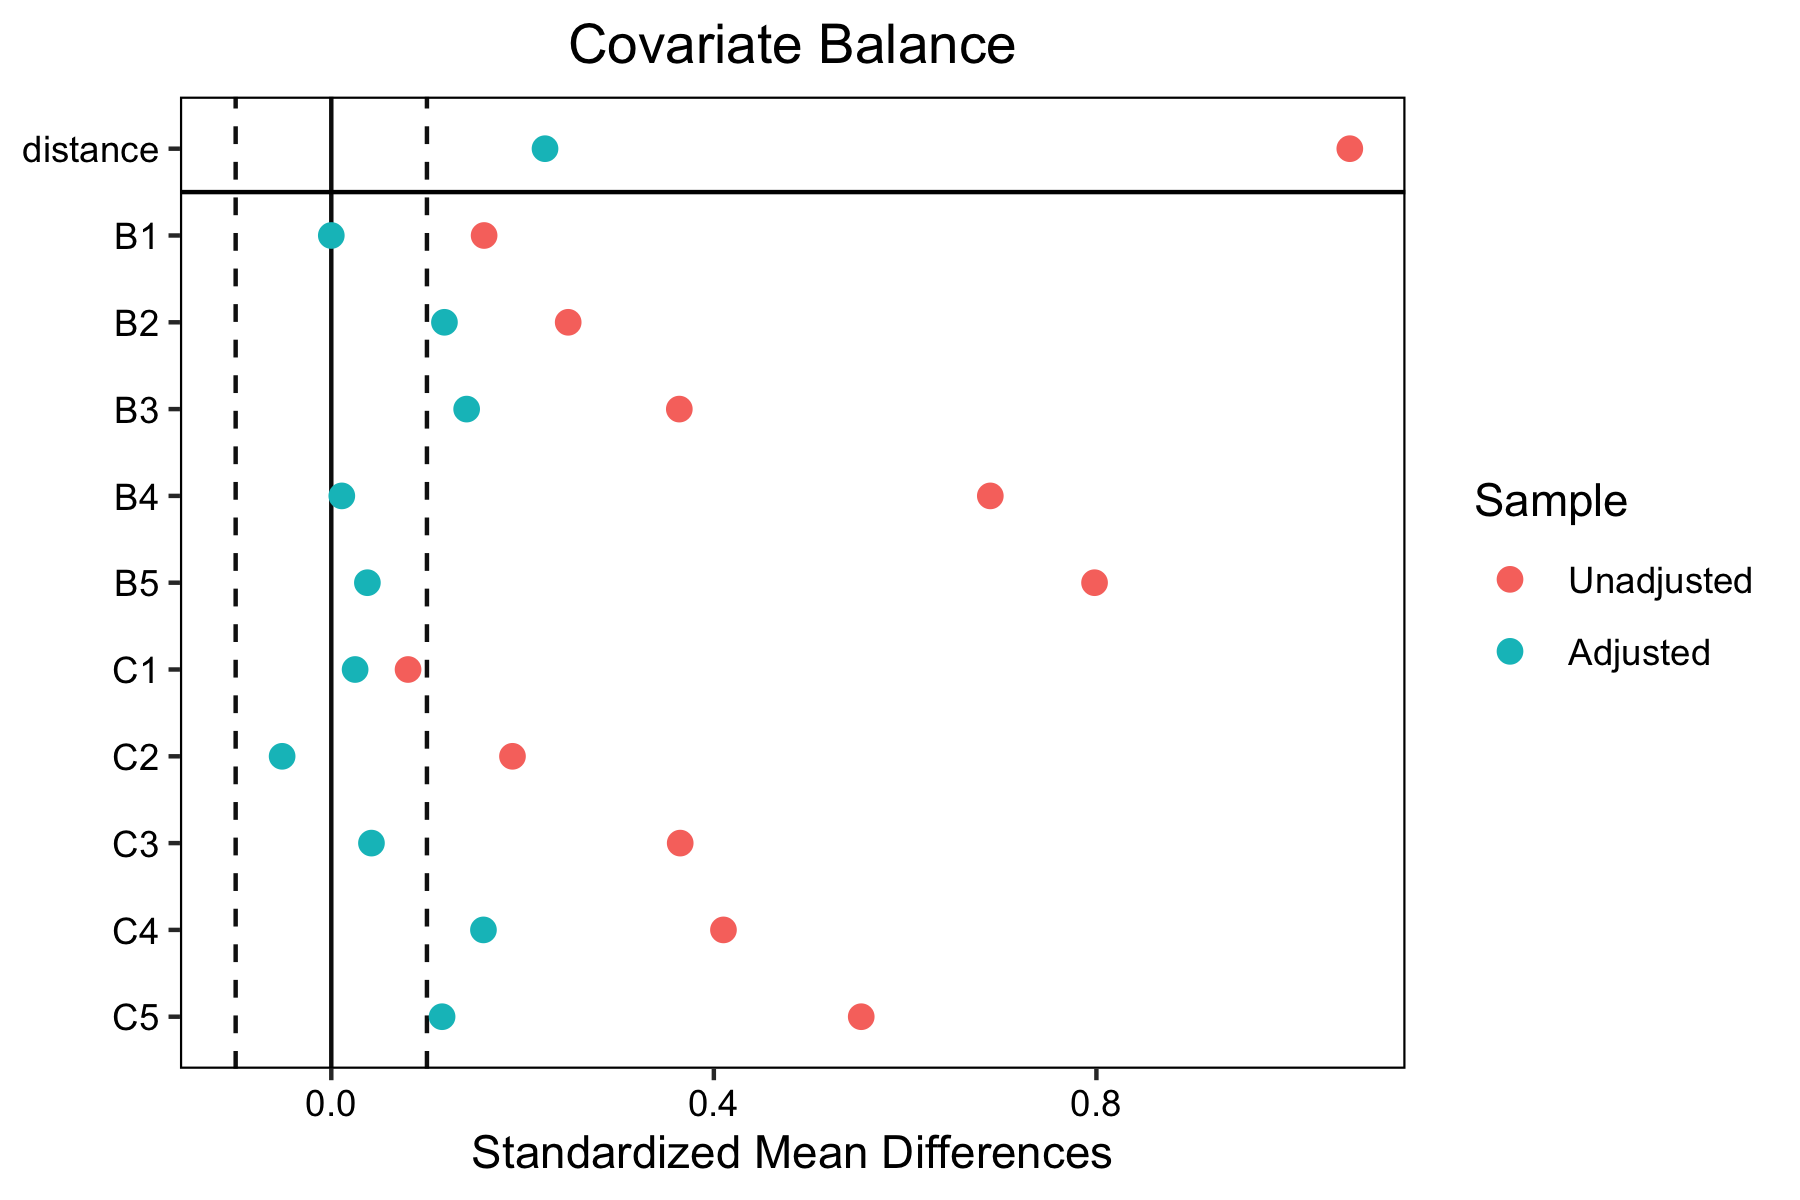 Covariate Balance
distance
B1
B2
B3
B4
B5
C1
C2
C3
C4
C5
0.0 0.4 0.8
Standardized Mean Differences
Sample
Unadjusted
Adjusted